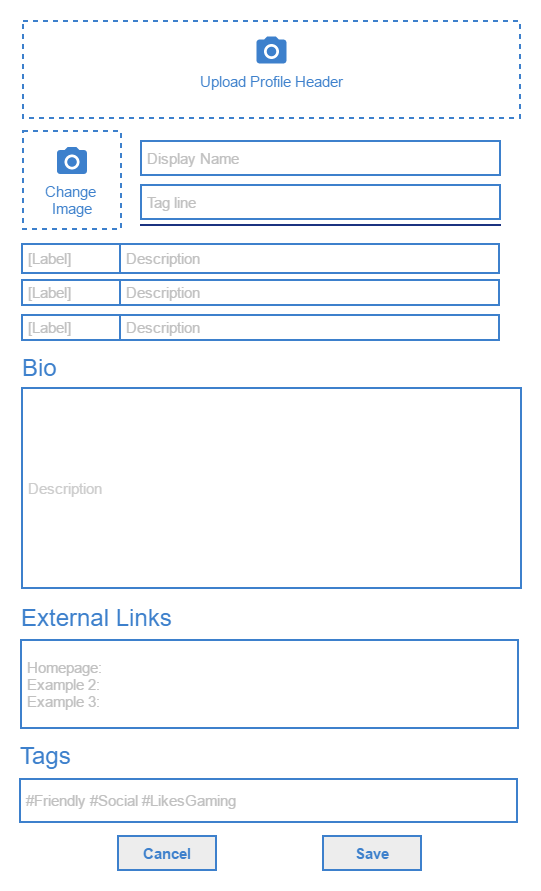 Upload Profile Header
Change
Image
Display Name
Tag line
[Label] Description
[Label] Description
[Label] Description
Bio
Description
External Links
Homepage:
Example 2:
Example 3:
Tags
#Friendly #Social #LikesGaming
Cancel Save